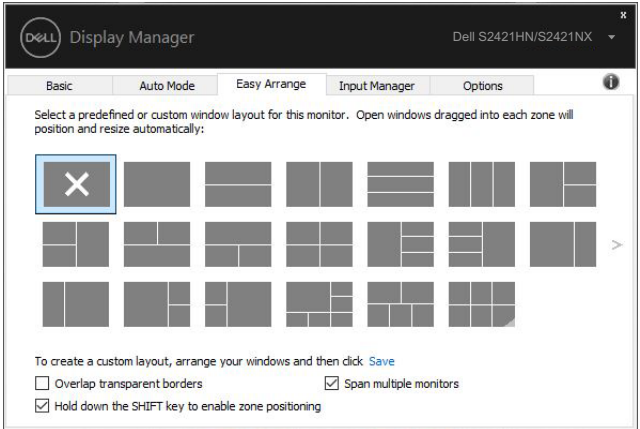 x
DELL Display Manager
Dell S2421HN/S2421NX
Basic Auto Mode Easy Arrange Input Manager Options
Select a predefined or custom window layout for this monitor. Open windows dragged into each zone will
position and resize automatically:
To create a custom layout, arrange your windows and then click Save
Overlap transparent borders Span multiple monitors
Hold down the SHIFT key to enable zone positioning